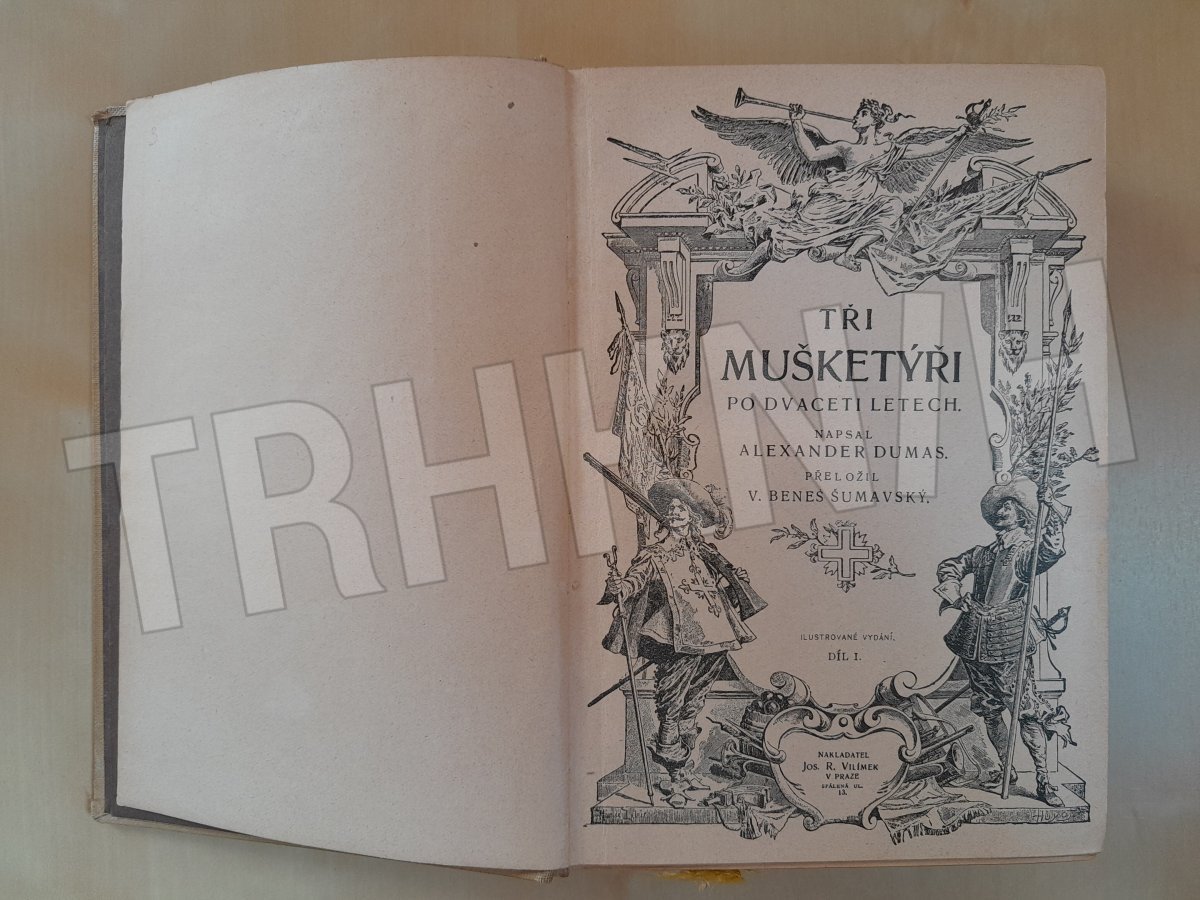 TŘI
MUŠKETÝŘI
PO DVACETI LETECH.
NAPSAL
ALEXANDER DUMAS.
PŘELOŽIL
V. BENEŠ ŠUMAVSKÝ.
ILUSTROVANÉ VYDÁNÍ.
DÍL I.
NAKLADATEL
JOS. R. VILÍMEK
V PRAZE
SPÁLENÁ UL.
13.